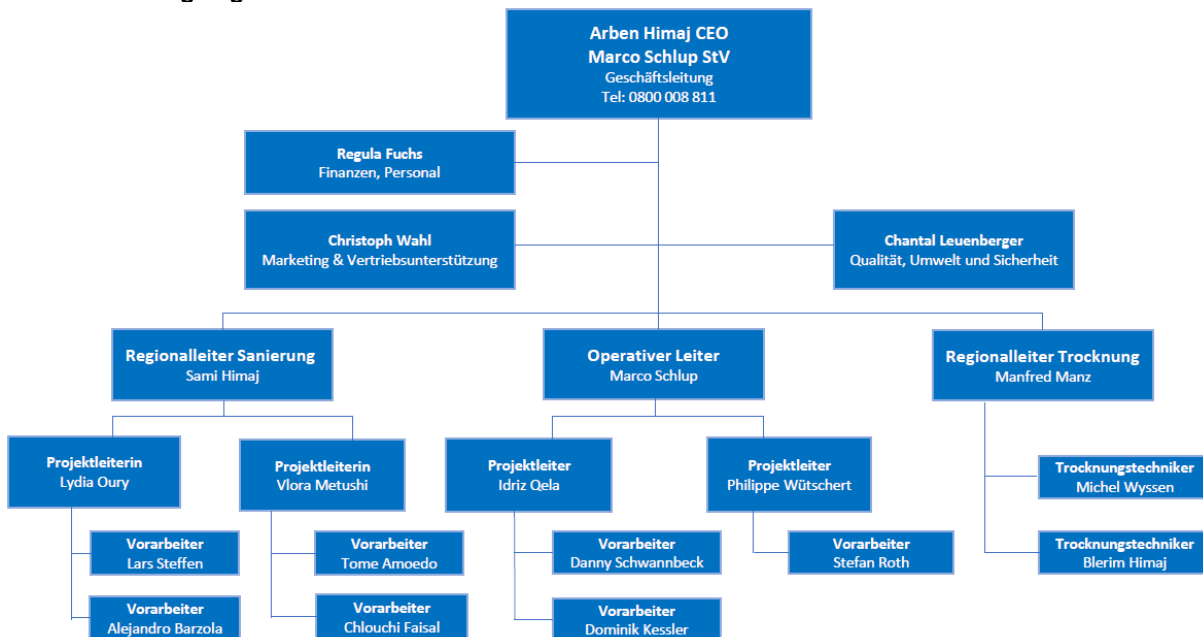 Arben Himaj CEO
Marco Schlup StV
Geschäftsleitung
Tel: 0800 008 811
Regula Fuchs
Finanzen, Personal
Christoph Wahl
Marketing & Vertriebsunterstützung
Chantal Leuenberger
Qualität, Umwelt und Sicherheit
Regionalleiter Sanierung
Sami Himaj
Operativer Leiter
Marco Schlup
Regionalleiter Trocknung
Manfred Manz
Projektleiterin
Lydia Oury
Projektleiterin
Vlora Metushi
Projektleiter
Idriz Qela
Projektleiter
Philippe Wütschert
Trocknungstechniker
Michel Wyssen
Vorarbeiter
Lars Steffen
Vorarbeiter
Tome Amoedo
Vorarbeiter
Danny Schwannbeck
Vorarbeiter
Stefan Roth
Trocknungstechniker
Blerim Himaj
Vorarbeiter
Alejandro Barzola
Vorarbeiter
Chlouchi Faisal
Vorarbeiter
Dominik Kessler